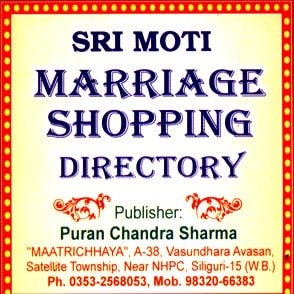 SRI MOTI
MARRIAGE
SHOPPING
DIRECTORY
Publisher:
Puran Chandra Sharma
"MAATRICHHAYA", A-38, Vasundhara Avasan,
Satellite Township, Near NHPC, Siliguri-15 (W.B.)
Ph. 0353-2568053, Mob. 98320-66383